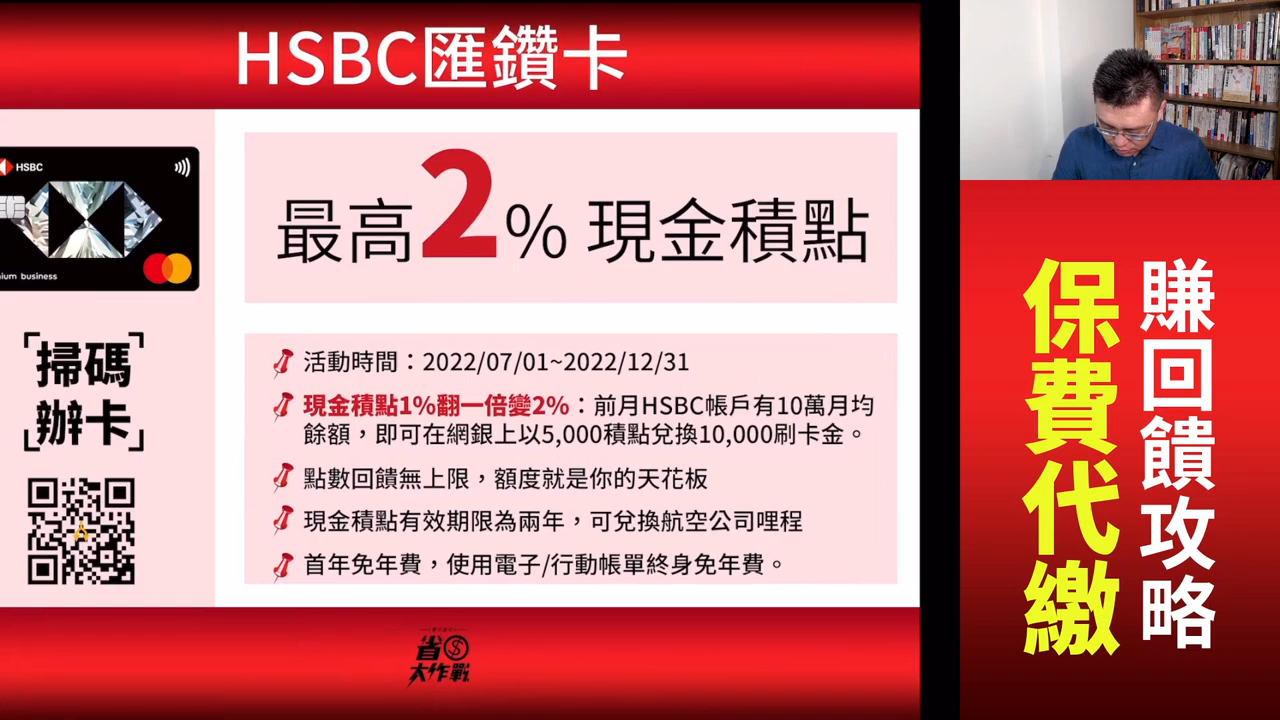 HSBC匯鑽卡
HSBC
nium business
最高2% 現金積點
掃碼
辦卡
活動時間：2022/07/01~2022/12/31
現金積點1%翻一倍變2%：前月HSBC帳戶有10萬月均
餘額，即可在網銀上以5,000積點兌換10,000刷卡金。
點數回饋無上限，額度就是你的天花板
現金積點有效期限為兩年，可兌換航空公司哩程
首年免年費，使用電子/行動帳單終身免年費。
省$
大作戰
賺回饋攻略
保費代繳